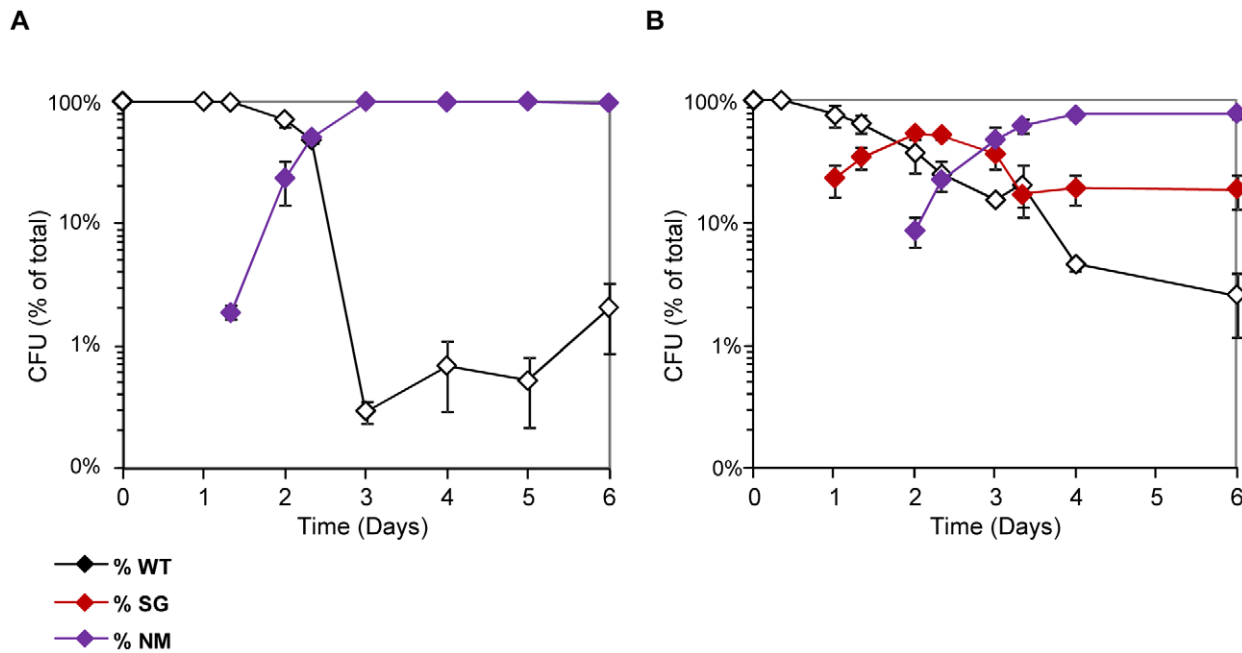 A
B
100%
10%
1%
0%
CFU (% of total)
0 1 2 3 4 5 6
Time (Days)
100%
10%
1%
0%
CFU (% of total)
0 1 2 3 4 5 6
Time (Days)
% WT
% SG
% NM